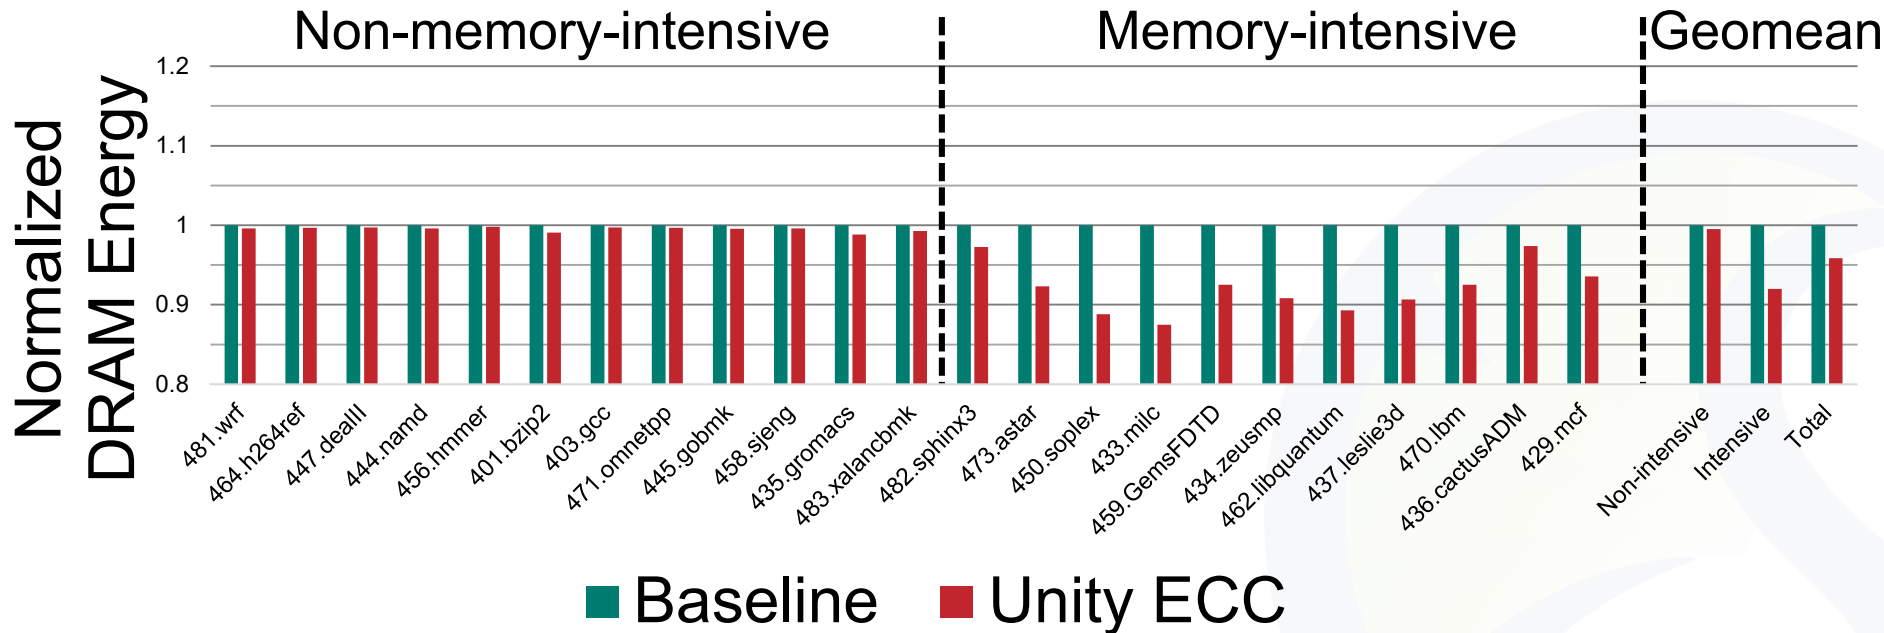 Non-memory-intensive
Memory-intensive
Geomean
Normalized
DRAM Energy
1.2
1.1
1
0.9
0.8
481.wrf
464.h264ref
447.dealII
444.namd
456.hmmer
401.bzip2
403.gcc
471.omnetpp
445.gobmk
458.sjeng
435.gromacs
483.xalancbmk
482.sphinx3
473.astar
450.soplex
433.milc
459.GemsFDTD
434.zeusmp
462.libquantum
437.leslie3d
470.lbm
436.cactusADM
429.mcf
Non-intensive
Intensive
Total
Baseline
Unity ECC